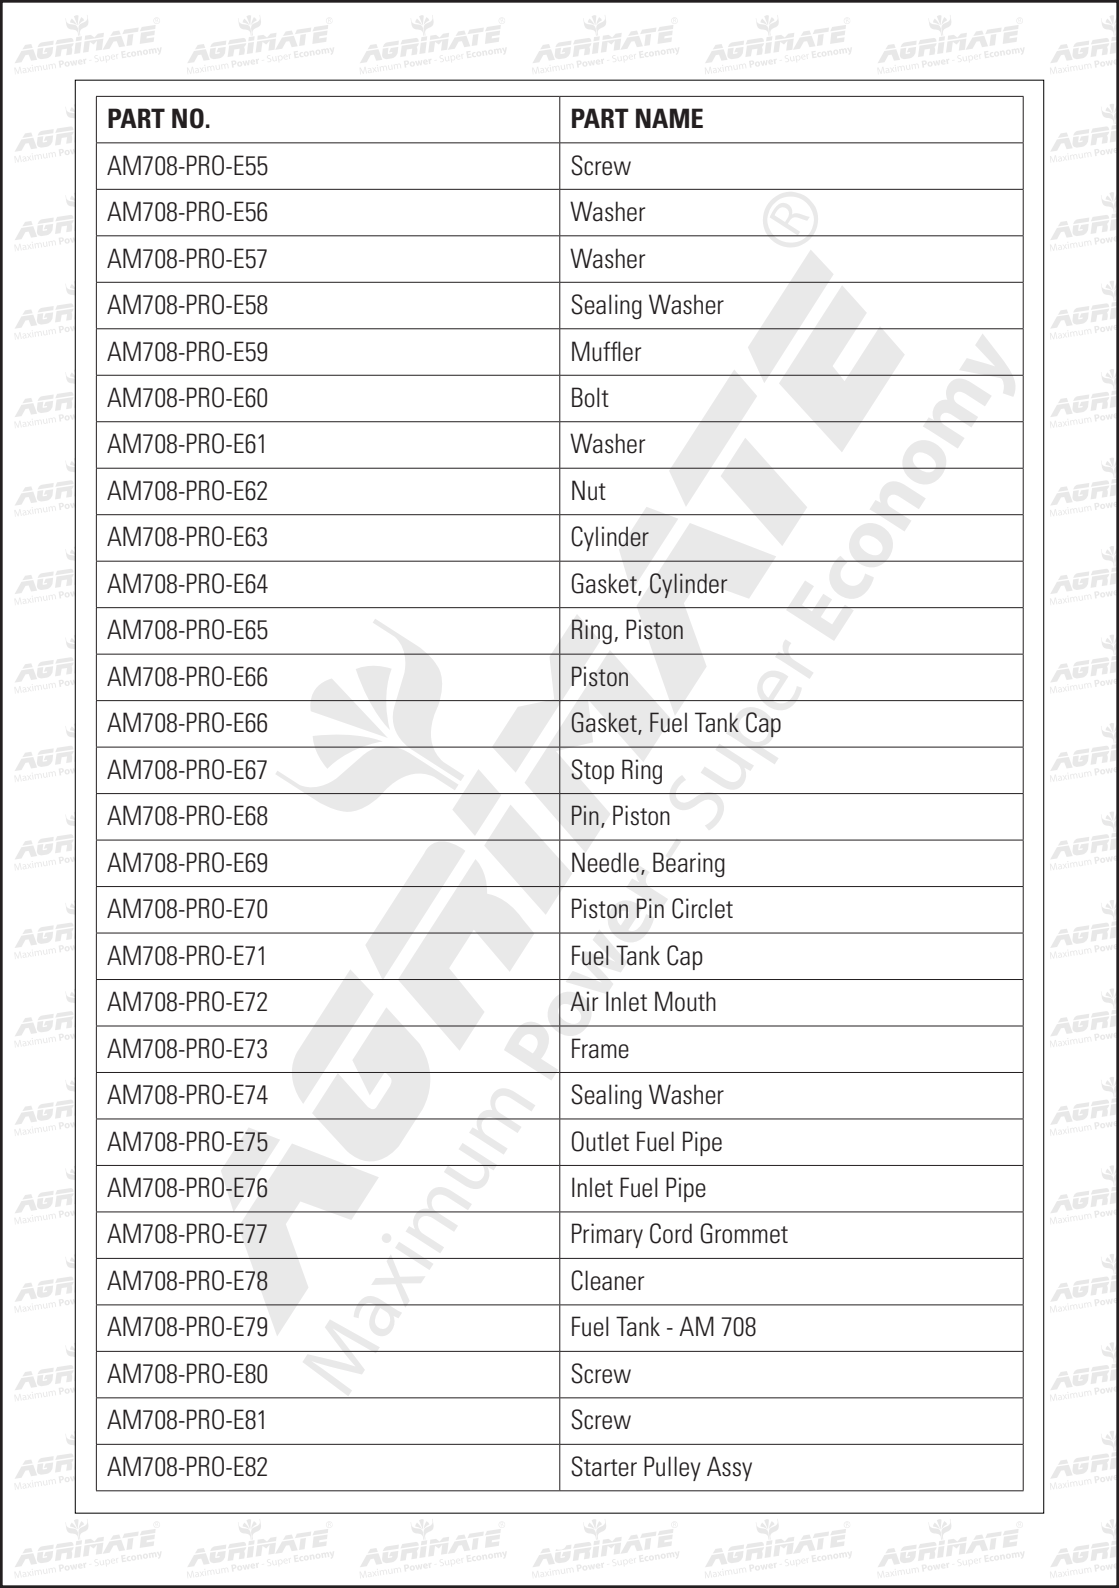 PART NO. PART NAME
AM708-PRO-E55 Screw
AM708-PRO-E56 Washer
AM708-PRO-E57 Washer
AM708-PRO-E58 Sealing Washer
AM708-PRO-E59 Muffler
AM708-PRO-E60 Bolt
AM708-PRO-E61 Washer
AM708-PRO-E62 Nut
AM708-PRO-E63 Cylinder
AM708-PRO-E64 Gasket, Cylinder
AM708-PRO-E65 Ring, Piston
AM708-PRO-E66 Piston
AM708-PRO-E66 Gasket, Fuel Tank Cap
AM708-PRO-E67 Stop Ring
AM708-PRO-E68 Pin, Piston
AM708-PRO-E69 Needle, Bearing
AM708-PRO-E70 Piston Pin Circlet
AM708-PRO-E71 Fuel Tank Cap
AM708-PRO-E72 Air Inlet Mouth
AM708-PRO-E73 Frame
AM708-PRO-E74 Sealing Washer
AM708-PRO-E75 Outlet Fuel Pipe
AM708-PRO-E76 Inlet Fuel Pipe
AM708-PRO-E77 Primary Cord Grommet
AM708-PRO-E78 Cleaner
AM708-PRO-E79 Fuel Tank - AM 708
AM708-PRO-E80 Screw
AM708-PRO-E81 Screw
AM708-PRO-E82 Starter Pulley Assy
AGRIMATE ®
Maximum Power - Super Economy